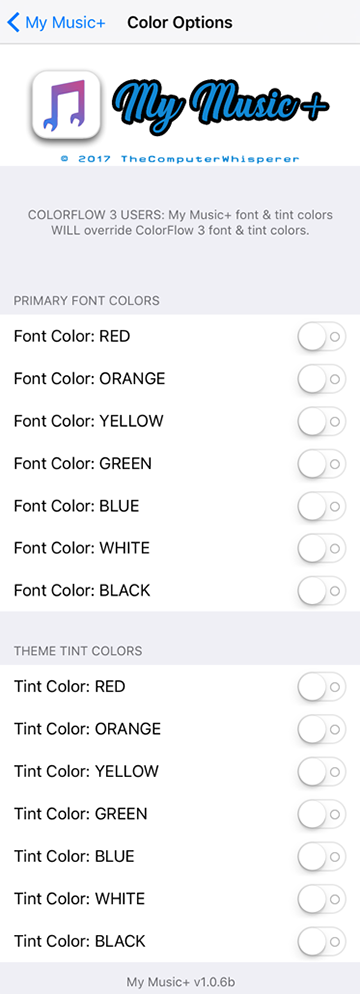 My Music+
Color Options
My Music +
© 2017 TheComputerWhisperer
COLORFLOW 3 USERS: My Music+ font & tint colors
WILL override ColorFlow 3 font & tint colors.
PRIMARY FONT COLORS
Font Color: RED
Font Color: ORANGE
Font Color: YELLOW
Font Color: GREEN
Font Color: BLUE
Font Color: WHITE
Font Color: BLACK
THEME TINT COLORS
Tint Color: RED
Tint Color: ORANGE
Tint Color: YELLOW
Tint Color: GREEN
Tint Color: BLUE
Tint Color: WHITE
Tint Color: BLACK
My Music+ v1.0.6b